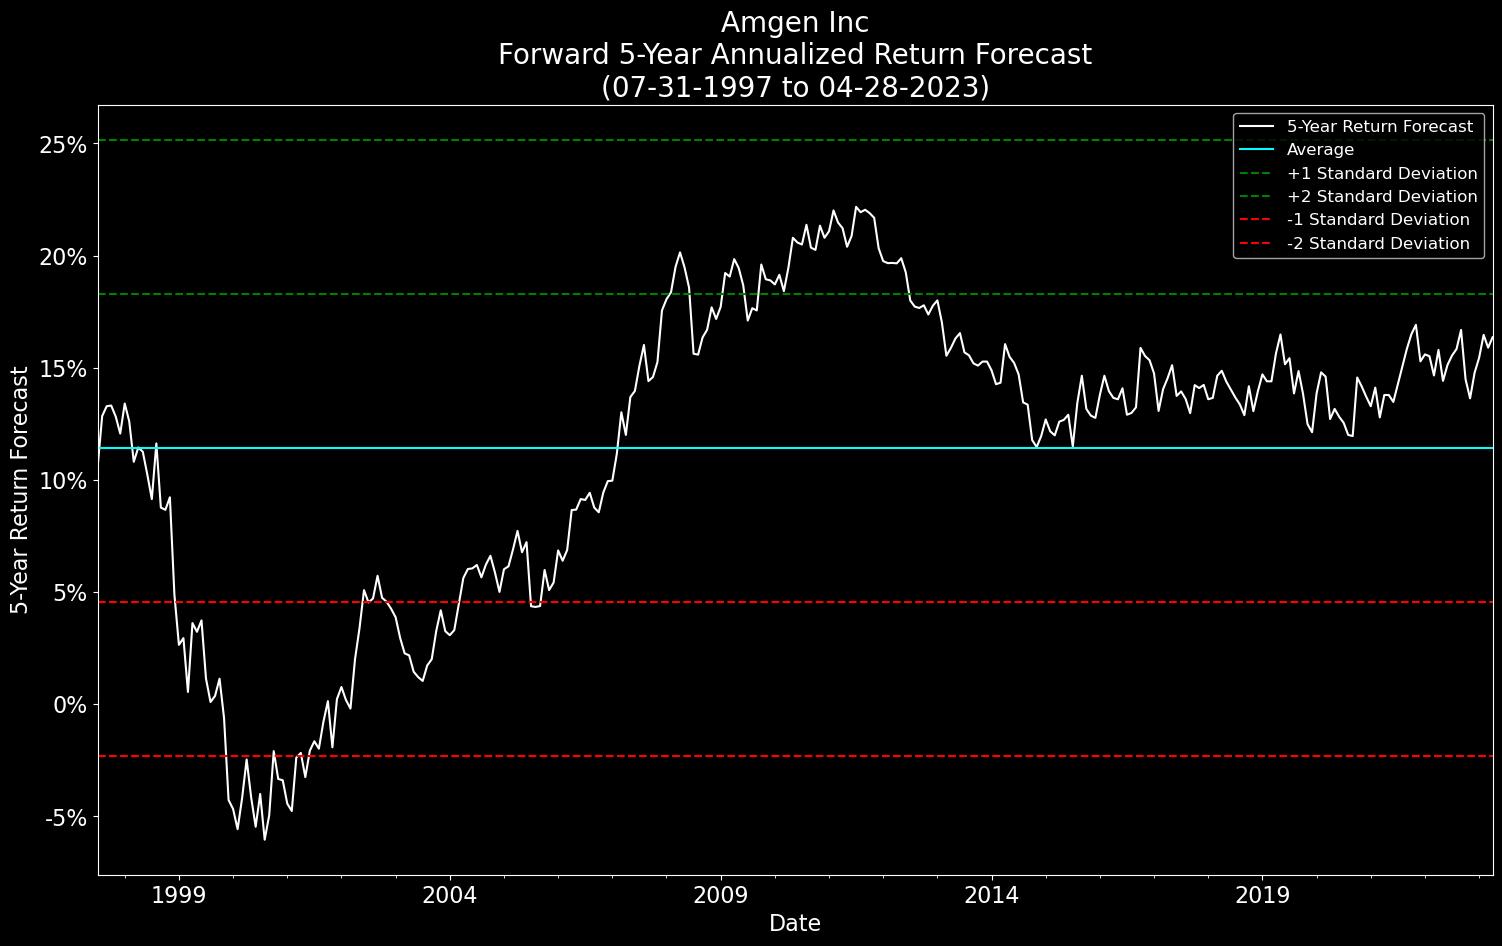 Amgen Inc
Forward 5-Year Annualized Return Forecast
(07-31-1997 to 04-28-2023)
5-Year Return Forecast
Average
+1 Standard Deviation
+2 Standard Deviation
-1 Standard Deviation
-2 Standard Deviation
25%
20%
15%
10%
5%
0%
-5%
5-Year Return Forecast
1999
2004
2009
2014
2019
Date